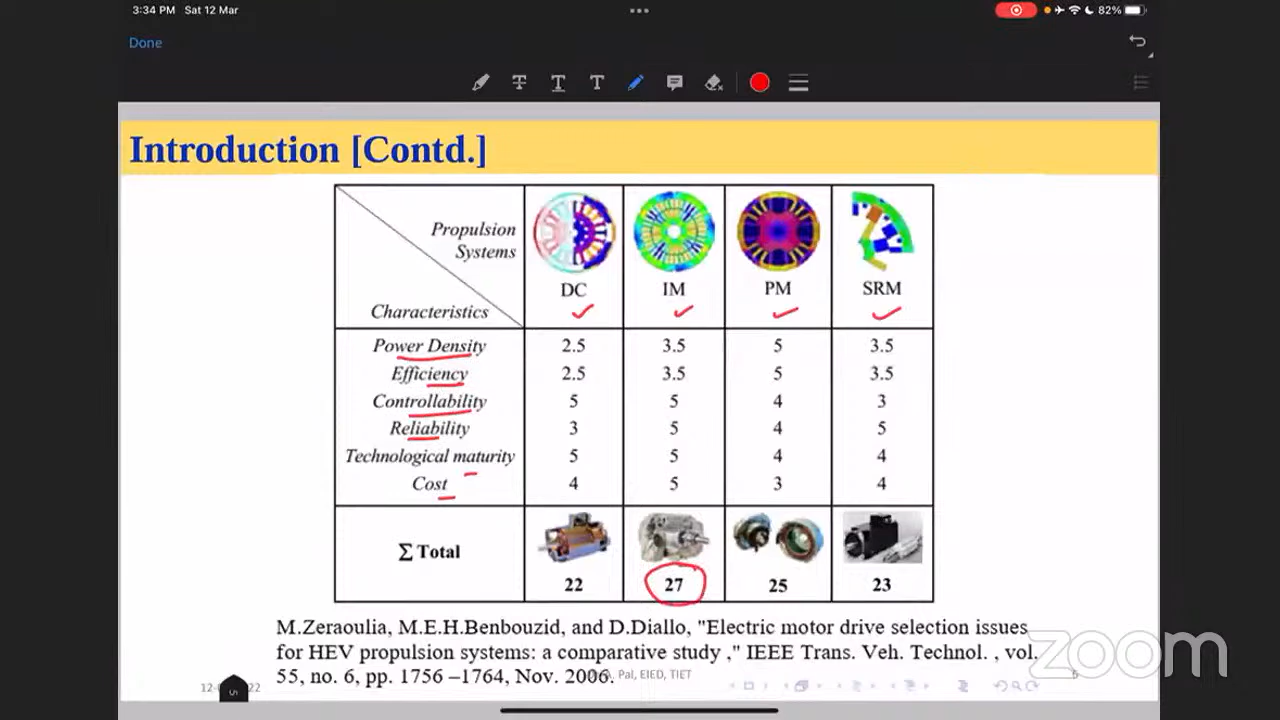 3:34 PM Sat 12 Mar
82%
Done
Introduction [Contd.]
Propulsion
Systems
Characteristics
DC IM PM SRM
Power Density 2.5 3.5 5 3.5
Efficiency 2.5 3.5 5 3.5
Controllability 5 5 4 3
Reliability 3 5 4 5
Technological maturity 5 5 4 4
Cost 4 5 3 4
Σ Total 22 27 25 23
M.Zeraoulia, M.E.H.Benbouzid, and D.Diallo, "Electric motor drive selection issues
for HEV propulsion systems: a comparative study ," IEEE Trans. Veh. Technol. , vol.
55, no. 6, pp. 1756 –1764, Nov. 2006.
Pal, EIED, TIET
5
zoom